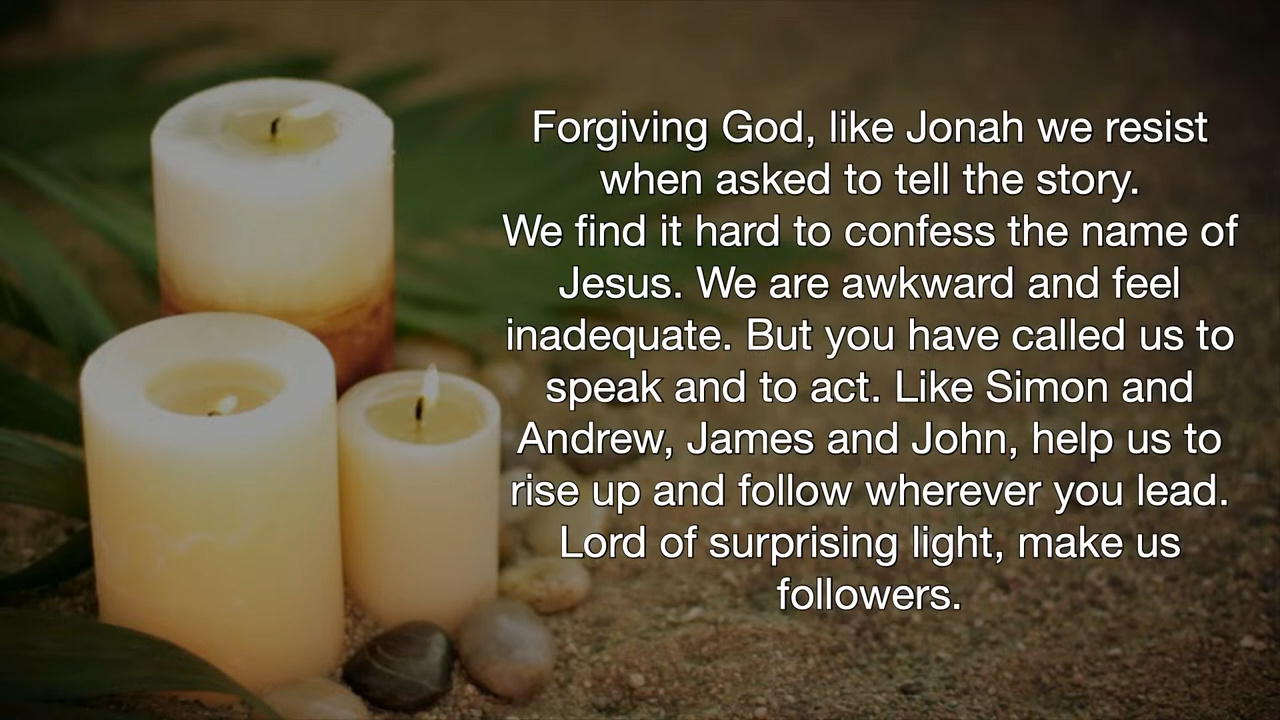 Forgiving God, like Jonah we resist
when asked to tell the story.
We find it hard to confess the name of
Jesus. We are awkward and feel
inadequate. But you have called us to
speak and to act. Like Simon and
Andrew, James and John, help us to
rise up and follow wherever you lead.
Lord of surprising light, make us
followers.